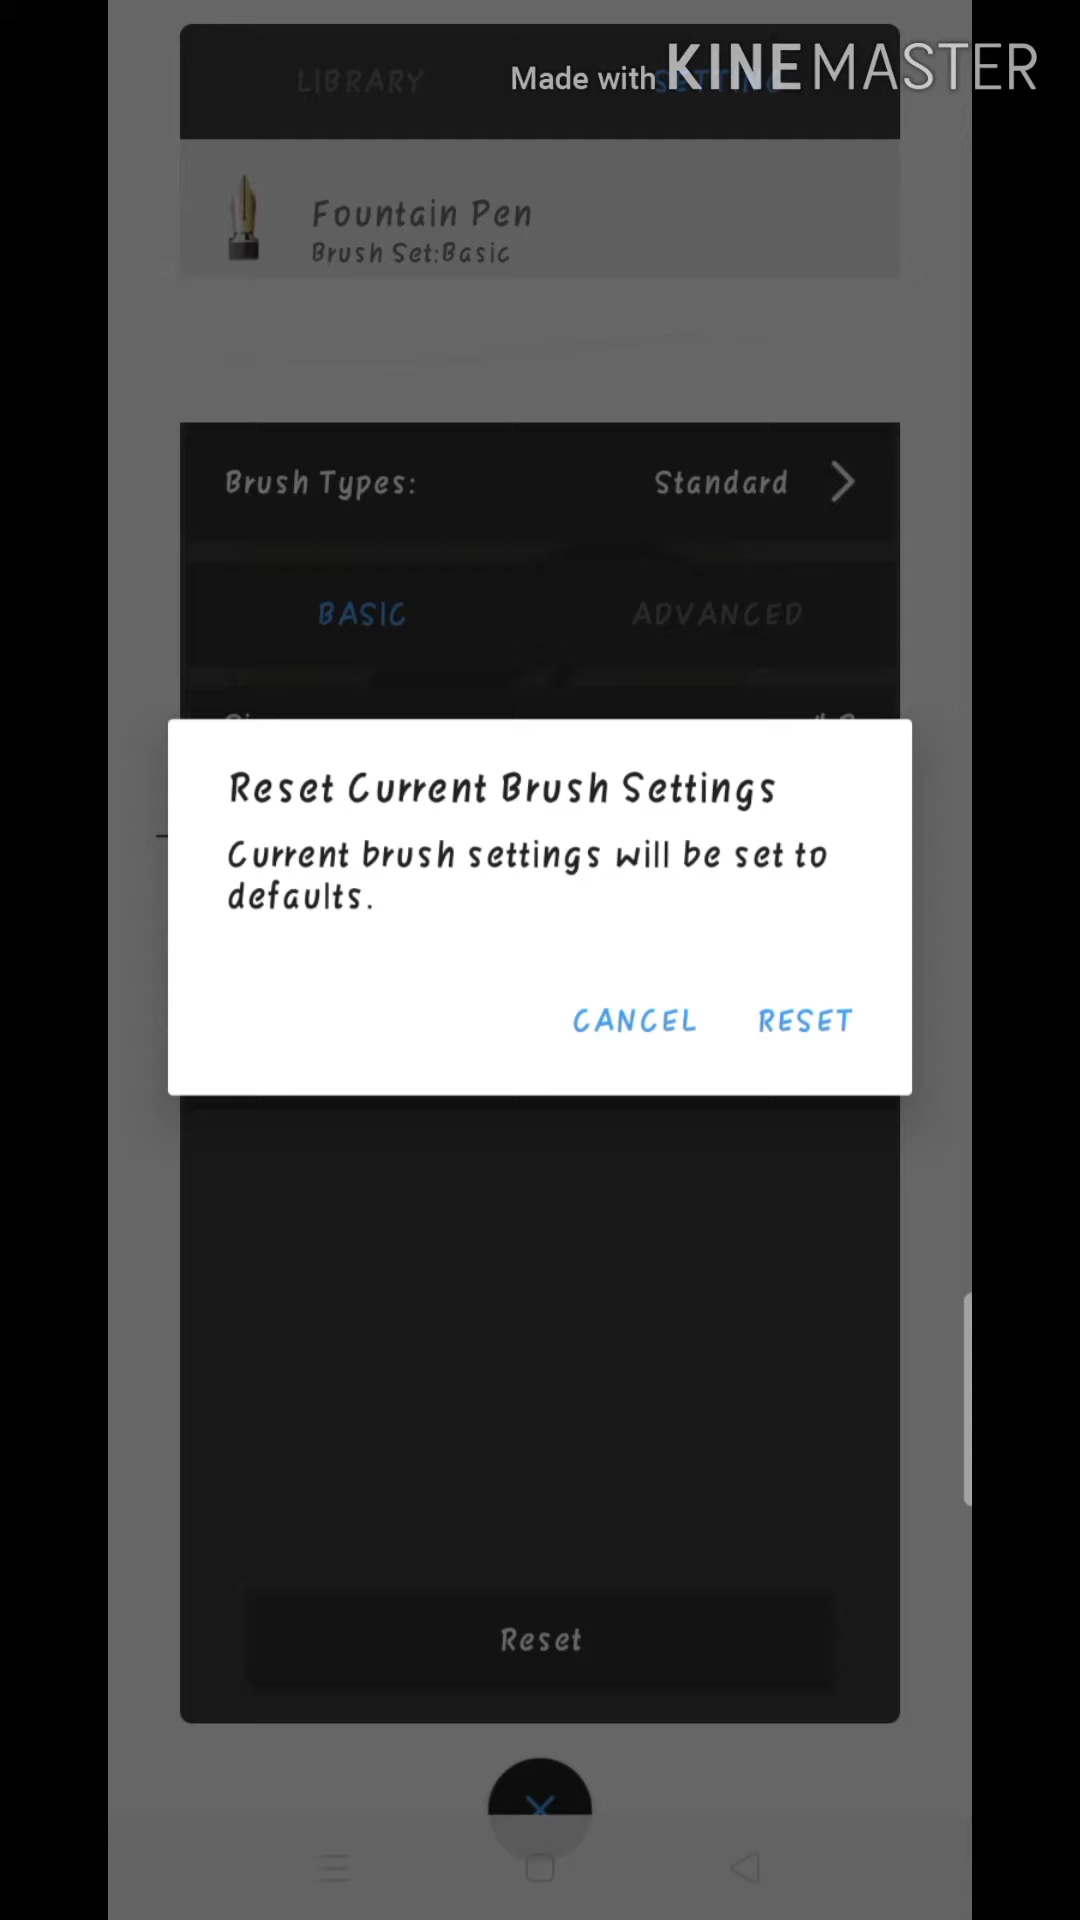 LIBRARY
SETTING
Made with KINEMASTER
Fountain Pen
Brush Set:Basic
Brush Types:
Standard
BASIC
ADVANCED
Reset Current Brush Settings
Current brush settings will be set to
defaults.
CANCEL
RESET
Reset